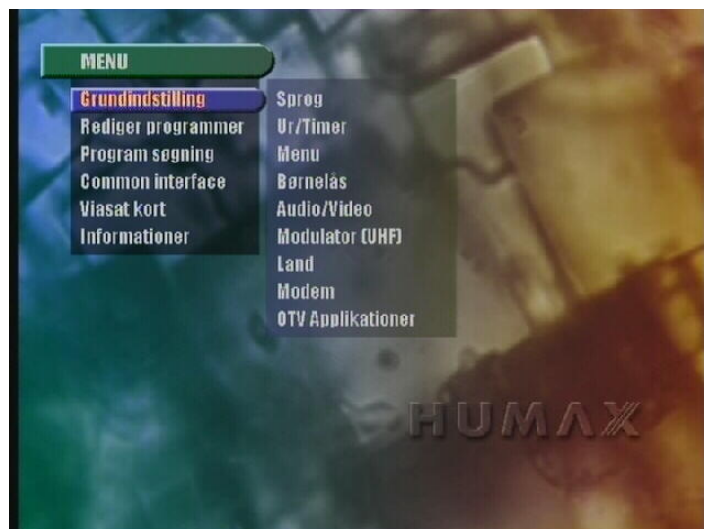 MENU
Grundindstilling
Rediger programmer
Program søgning
Common interface
Viasat kort
Informationer
Sprog
Ur/Timer
Menu
Børnelås
Audio/Video
Modulator (UHF)
Land
Modem
OTV Applikationer
HUMAX